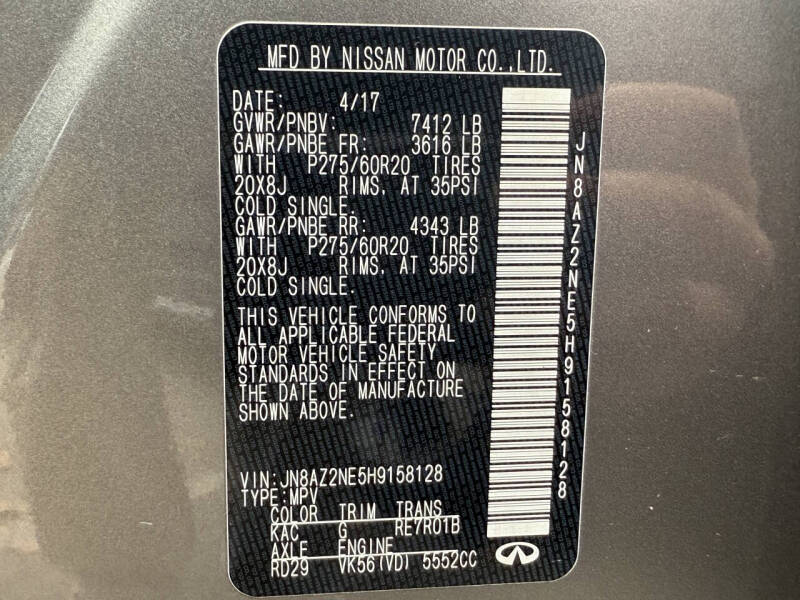 MFD BY NISSAN MOTOR CO.,LTD.
DATE: 4/17
GVWR/PNBV: 7412 LB
GAWR/PNBE FR: 3616 LB
WITH P275/60R20 TIRES
20X8J RIMS, AT 35PSI
COLD SINGLE.
GAWR/PNBE RR: 4343 LB
WITH P275/60R20 TIRES
20X8J RIMS, AT 35PSI
COLD SINGLE.
THIS VEHICLE CONFORMS TO
ALL APPLICABLE FEDERAL
MOTOR VEHICLE SAFETY
STANDARDS IN EFFECT ON
THE DATE OF MANUFACTURE
SHOWN ABOVE.
VIN:JN8AZ2NE5H9158128
TYPE:MPV
COLOR TRIM TRANS
KAC G RE7R01B
AXLE ENGINE
RD29 VK56(VD) 5552CC
JN8AZ2NE5H9158128